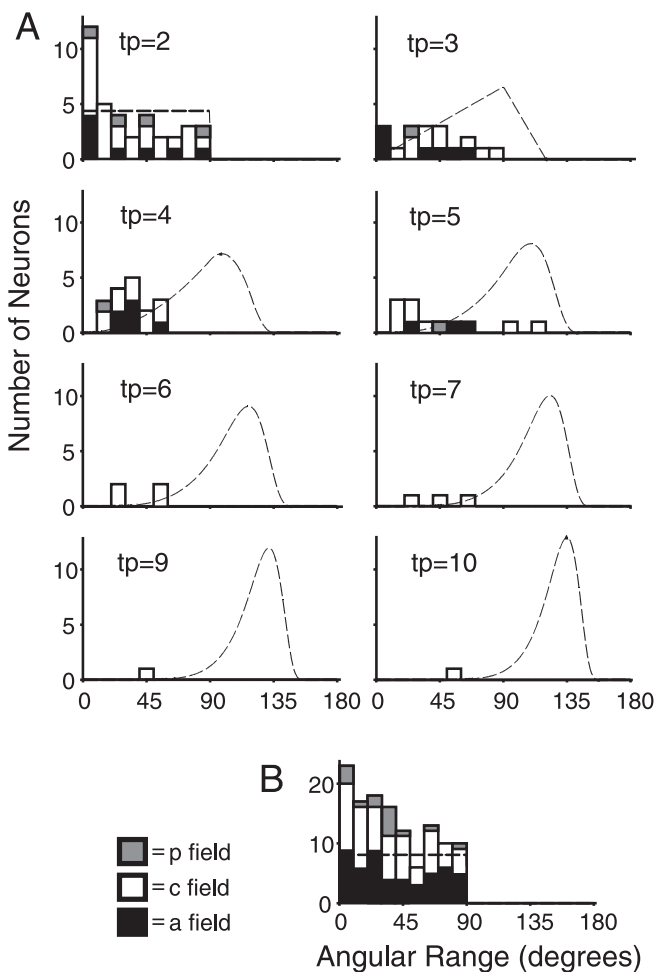 A
tp=2
tp=3
10
5
0
tp=4
tp=5
10
5
0
Number of Neurons
tp=6
tp=7
10
5
0
tp=9
tp=10
10
5
0
0 45 90 135 180
0 45 90 135 180
B
20
10
0
0 45 90 135 180
Angular Range (degrees)
= p field
= c field
= a field